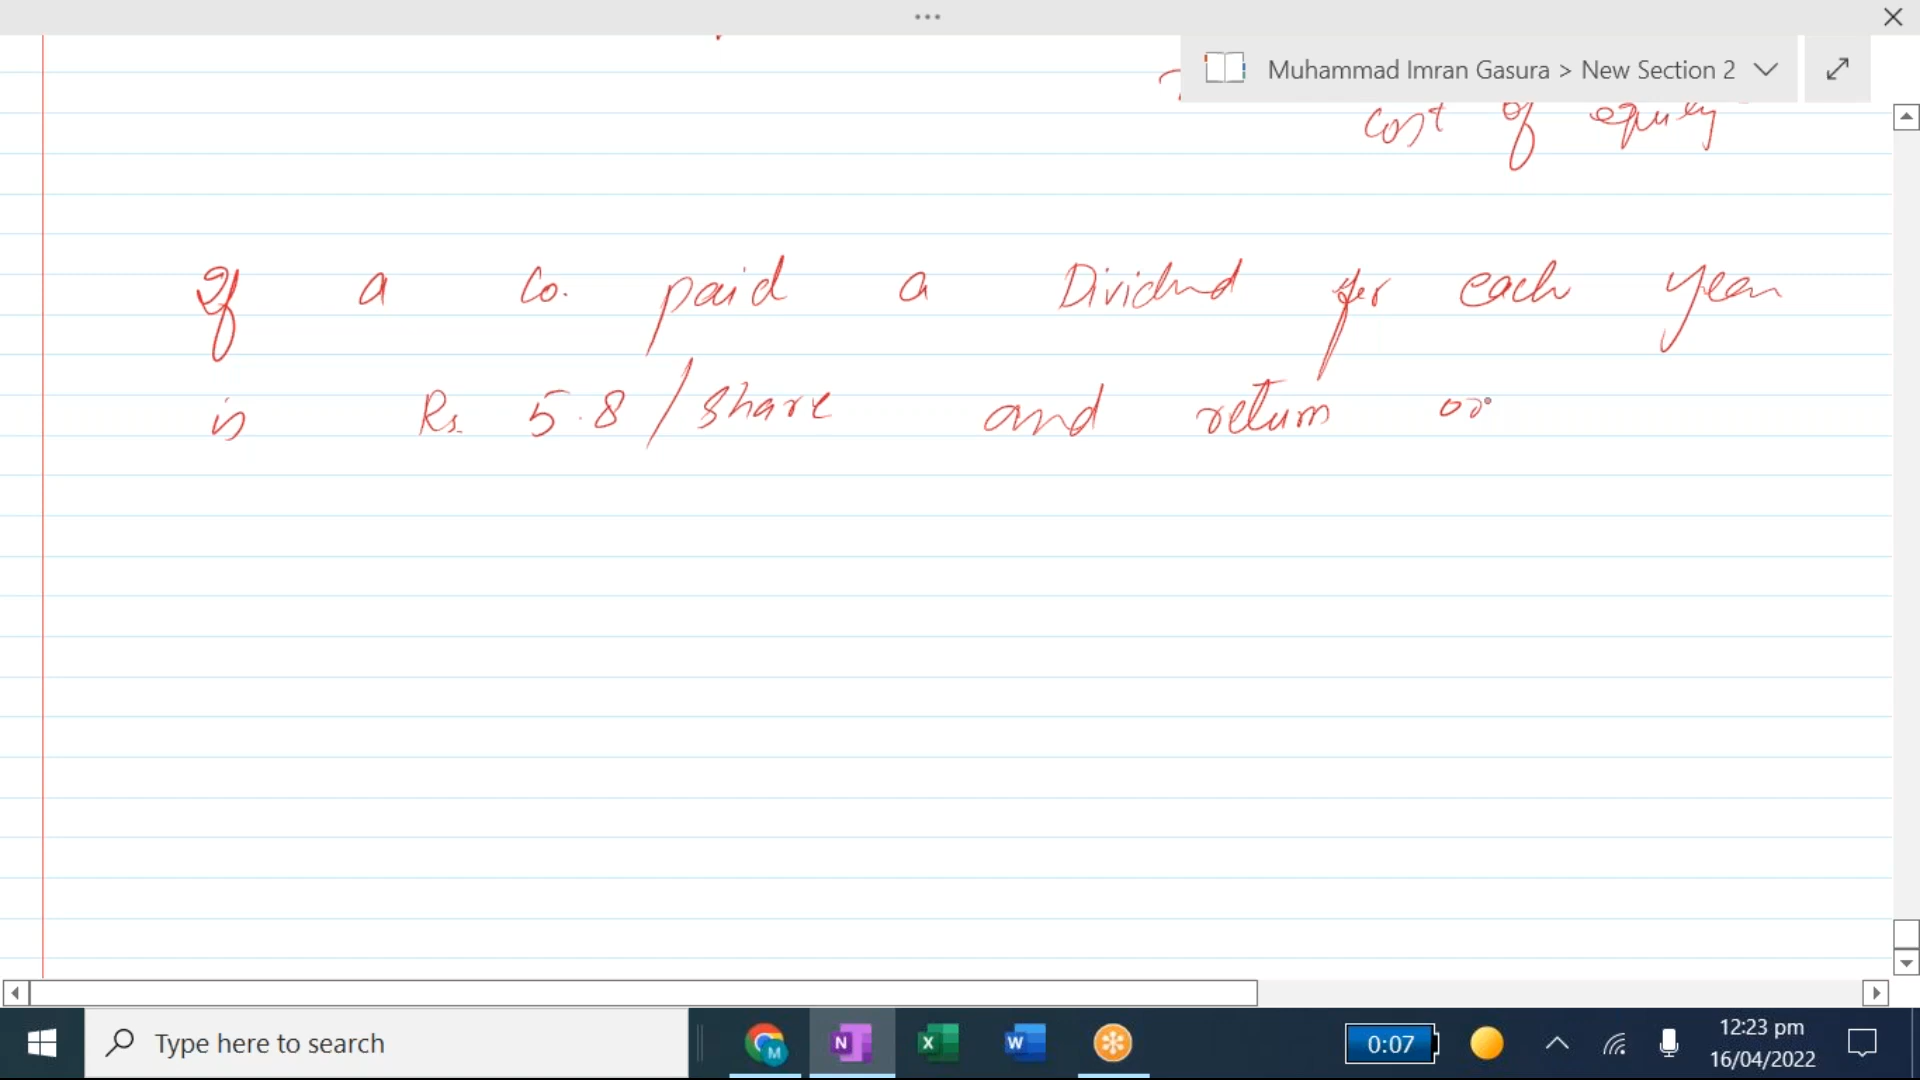 Muhammad Imran Gasura > New Section 2
cost of equity
If a Co. paid a Dividend for each year
is Rs. 5.8 / share and return
Type here to search
0:07
12:23 pm
16/04/2022